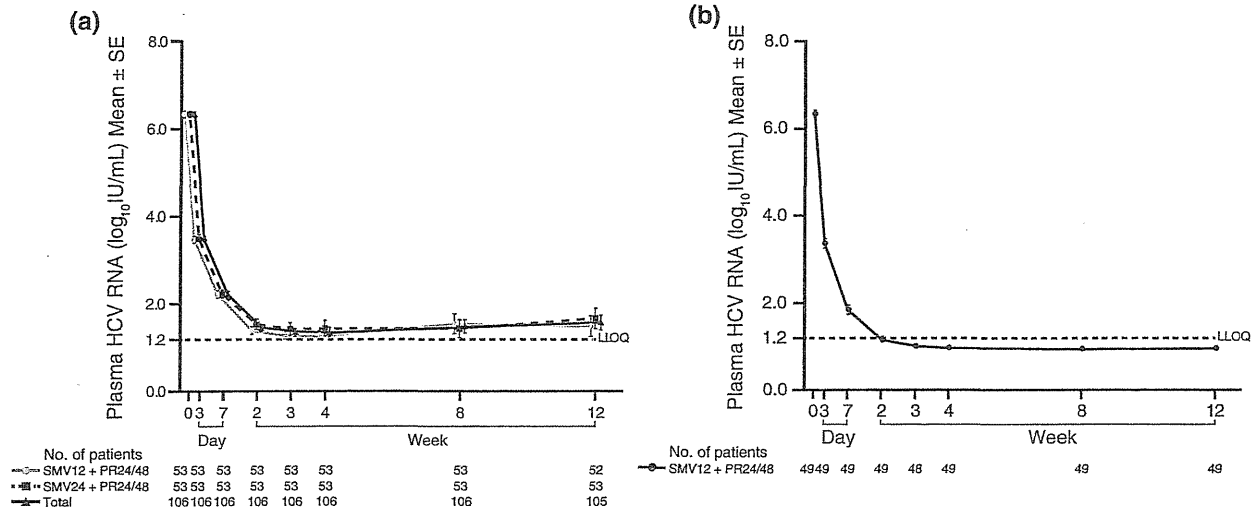 (a)
Plasma HCV RNA (log10IU/mL) Mean ± SE
8.0
6.0
4.0
2.0
1.2
0.0
LLOQ
0 3 7 2 3 4 8 12
Day Week
No. of patients
SMV12 + PR24/48 53 53 53 53 53 53 53 52
SMV24 + PR24/48 53 53 53 53 53 53 53 53
Total 106 106 106 106 106 106 106 105
(b)
Plasma HCV RNA (log10IU/mL) Mean ± SE
8.0
6.0
4.0
2.0
1.2
0.0
LLOQ
0 3 7 2 3 4 8 12
Day Week
No. of patients
SMV12 + PR24/48 49 49 49 49 48 49 49 49